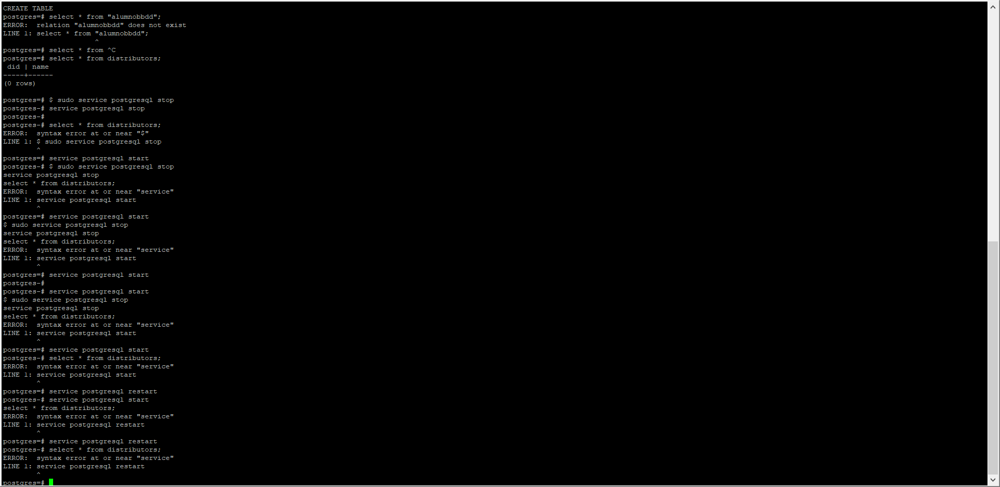 CREATE TABLE
postgres=# select * from "alumnobbdd";
ERROR:  relation "alumnobbdd" does not exist
LINE 1: select * from "alumnobbdd";
                      ^
postgres=# select * from ^C
postgres=# select * from distributors;
 did | name
-----+------
(0 rows)

postgres=# $ sudo service postgresql stop
postgres-# service postgresql stop
postgres-#
postgres-# select * from distributors;
ERROR:  syntax error at or near "$"
LINE 1: $ sudo service postgresql stop
        ^
postgres=# service postgresql start
postgres-# $ sudo service postgresql stop
service postgresql stop
select * from distributors;
ERROR:  syntax error at or near "service"
LINE 1: service postgresql start
        ^
postgres=# service postgresql start
$ sudo service postgresql stop
service postgresql stop
select * from distributors;
ERROR:  syntax error at or near "service"
LINE 1: service postgresql start
        ^
postgres=# service postgresql start
postgres-#
postgres-# service postgresql start
$ sudo service postgresql stop
service postgresql stop
select * from distributors;
ERROR:  syntax error at or near "service"
LINE 1: service postgresql start
        ^
postgres=# service postgresql start
postgres-# select * from distributors;
ERROR:  syntax error at or near "service"
LINE 1: service postgresql start
        ^
postgres=# service postgresql restart
postgres-# service postgresql start
select * from distributors;
ERROR:  syntax error at or near "service"
LINE 1: service postgresql restart
        ^
postgres=# service postgresql restart
postgres-# select * from distributors;
ERROR:  syntax error at or near "service"
LINE 1: service postgresql restart
        ^
postgres=#